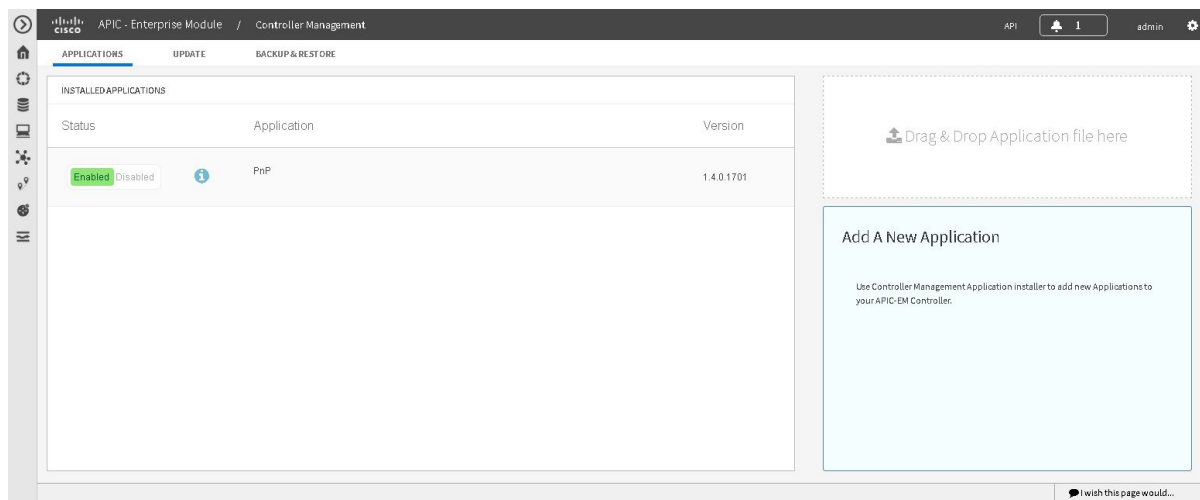 cisco APIC - Enterprise Module / Controller Management API 1 admin
APPLICATIONS UPDATE BACKUP & RESTORE
INSTALLED APPLICATIONS
Status Application Version
Enabled Disabled PnP 1.4.0.1701
Drag & Drop Application file here
Add A New Application
Use Controller Management Application installer to add new Applications to
your APIC-EM Controller.
I wish this page would...